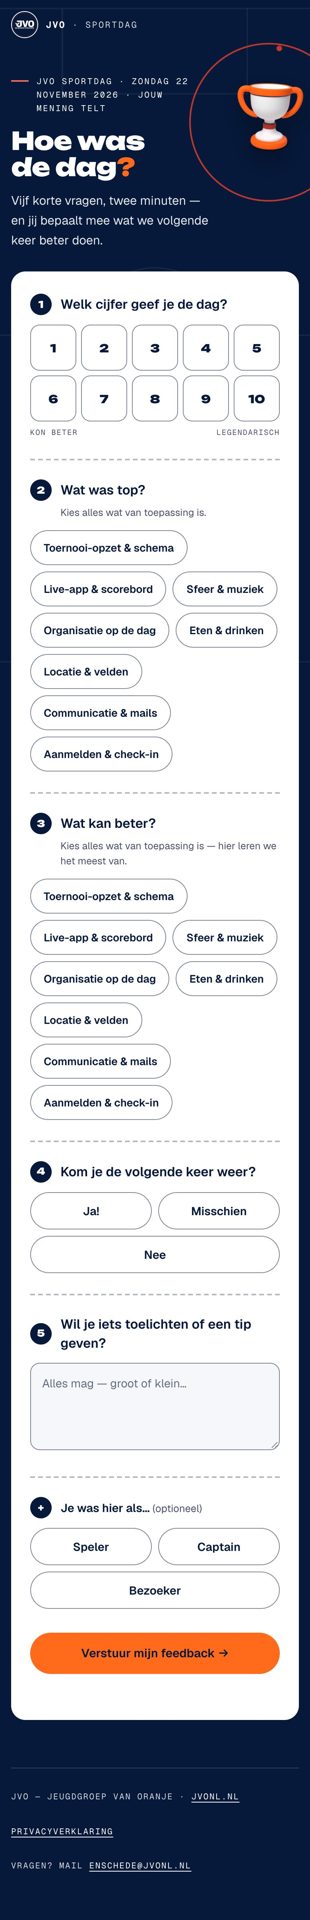 JVO JVO · SPORTDAG
JVO SPORTDAG · ZONDAG 22
NOVEMBER 2026 · JOUW
MENING TELT
Hoe was
de dag?
Vijf korte vragen, twee minuten —
en jij bepaalt mee wat we volgende
keer beter doen.
1 Welk cijfer geef je de dag?
1 2 3 4 5
6 7 8 9 10
KON BETER LEGENDARISCH
2 Wat was top?
Kies alles wat van toepassing is.
Toernooi-opzet & schema
Live-app & scorebord Sfeer & muziek
Organisatie op de dag Eten & drinken
Locatie & velden
Communicatie & mails
Aanmelden & check-in
3 Wat kan beter?
Kies alles wat van toepassing is — hier leren we
het meest van.
Toernooi-opzet & schema
Live-app & scorebord Sfeer & muziek
Organisatie op de dag Eten & drinken
Locatie & velden
Communicatie & mails
Aanmelden & check-in
4 Kom je de volgende keer weer?
Ja! Misschien
Nee
5 Wil je iets toelichten of een tip
geven?
Alles mag — groot of klein…
+ Je was hier als… (optioneel)
Speler Captain
Bezoeker
Verstuur mijn feedback →
JVO — JEUGDGROEP VAN ORANJE · JVONL.NL
PRIVACYVERKLARING
VRAGEN? MAIL ENSCHEDE@JVONL.NL